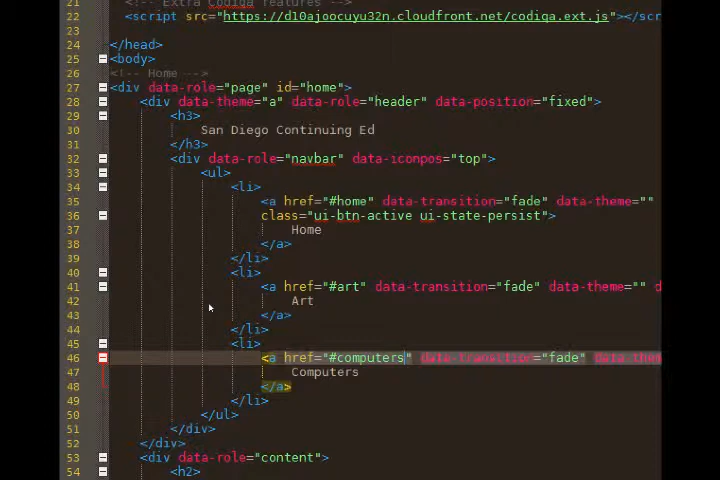 21 <!-- Extra Codiqa features -->
22 <script src="https://d10ajoocuyu32n.cloudfront.net/codiqa.ext.js"></scr
23
24 </head>
25 <body>
26 <!-- Home -->
27 <div data-role="page" id="home">
28 <div data-theme="a" data-role="header" data-position="fixed">
29 <h3>
30 San Diego Continuing Ed
31 </h3>
32 <div data-role="navbar" data-iconpos="top">
33 <ul>
34 <li>
35 <a href="#home" data-transition="fade" data-theme=""
36 class="ui-btn-active ui-state-persist">
37 Home
38 </a>
39 </li>
40 <li>
41 <a href="#art" data-transition="fade" data-theme="" d
42 Art
43 </a>
44 </li>
45 <li>
46 <a href="#computers" data-transition="fade" data-them
47 Computers
48 </a>
49 </li>
50 </ul>
51 </div>
52 </div>
53 <div data-role="content">
54 <h2>